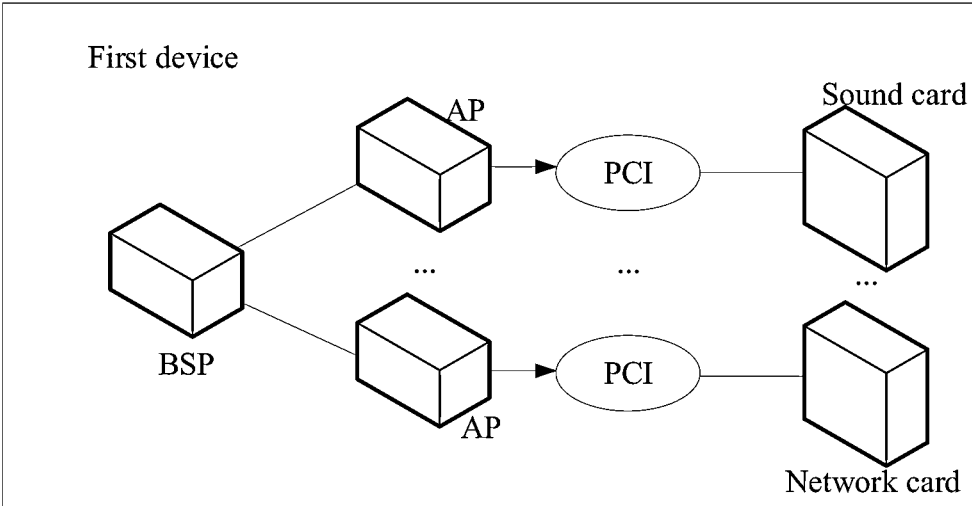 First device
AP
Sound card
PCI
...
...
...
BSP
PCI
AP
Network card